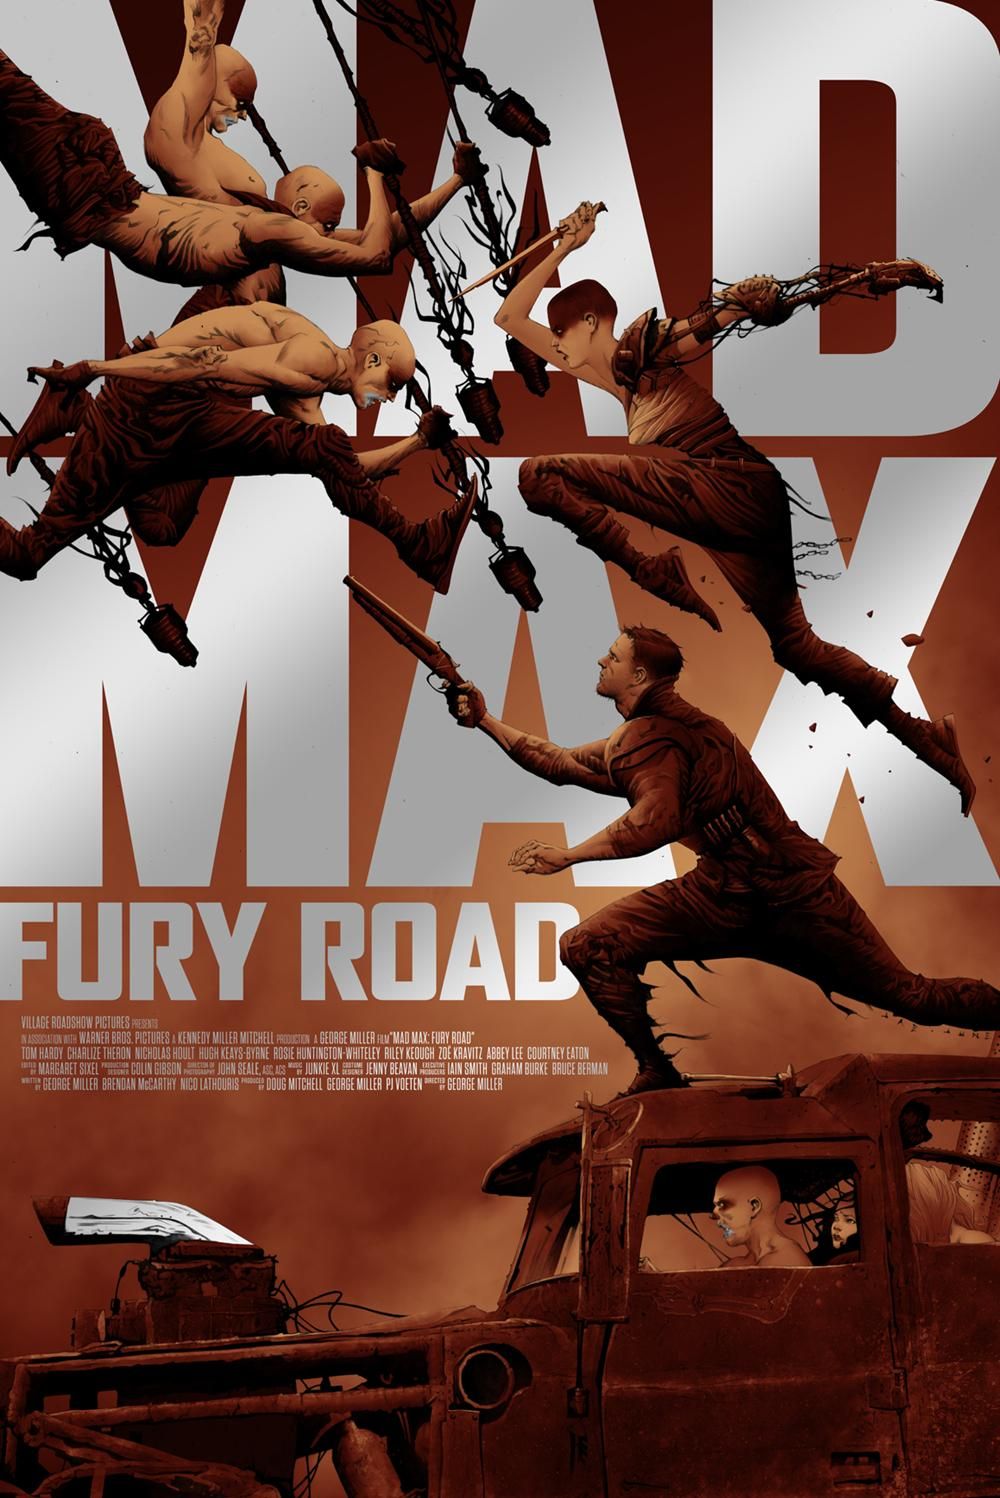 MAD
MAX
FURY ROAD
VILLAGE ROADSHOW PICTURES PRESENTS
IN ASSOCIATION WITH WARNER BROS. PICTURES A KENNEDY MILLER MITCHELL PRODUCTION A GEORGE MILLER FILM "MAD MAX: FURY ROAD"
TOM HARDY CHARLIZE THERON NICHOLAS HOULT HUGH KEAYS-BYRNE ROSIE HUNTINGTON-WHITELEY RILEY KEOUGH ZOË KRAVITZ ABBEY LEE COURTNEY EATON
EDITED BY MARGARET SIXEL PRODUCTION DESIGNER COLIN GIBSON DIRECTOR OF PHOTOGRAPHY JOHN SEALE, ASC, ACS MUSIC BY JUNKIE XL COSTUME DESIGNER JENNY BEAVAN EXECUTIVE PRODUCERS IAIN SMITH GRAHAM BURKE BRUCE BERMAN
WRITTEN BY GEORGE MILLER BRENDAN McCARTHY NICO LATHOURIS PRODUCED BY DOUG MITCHELL GEORGE MILLER PJ VOETEN DIRECTED BY GEORGE MILLER